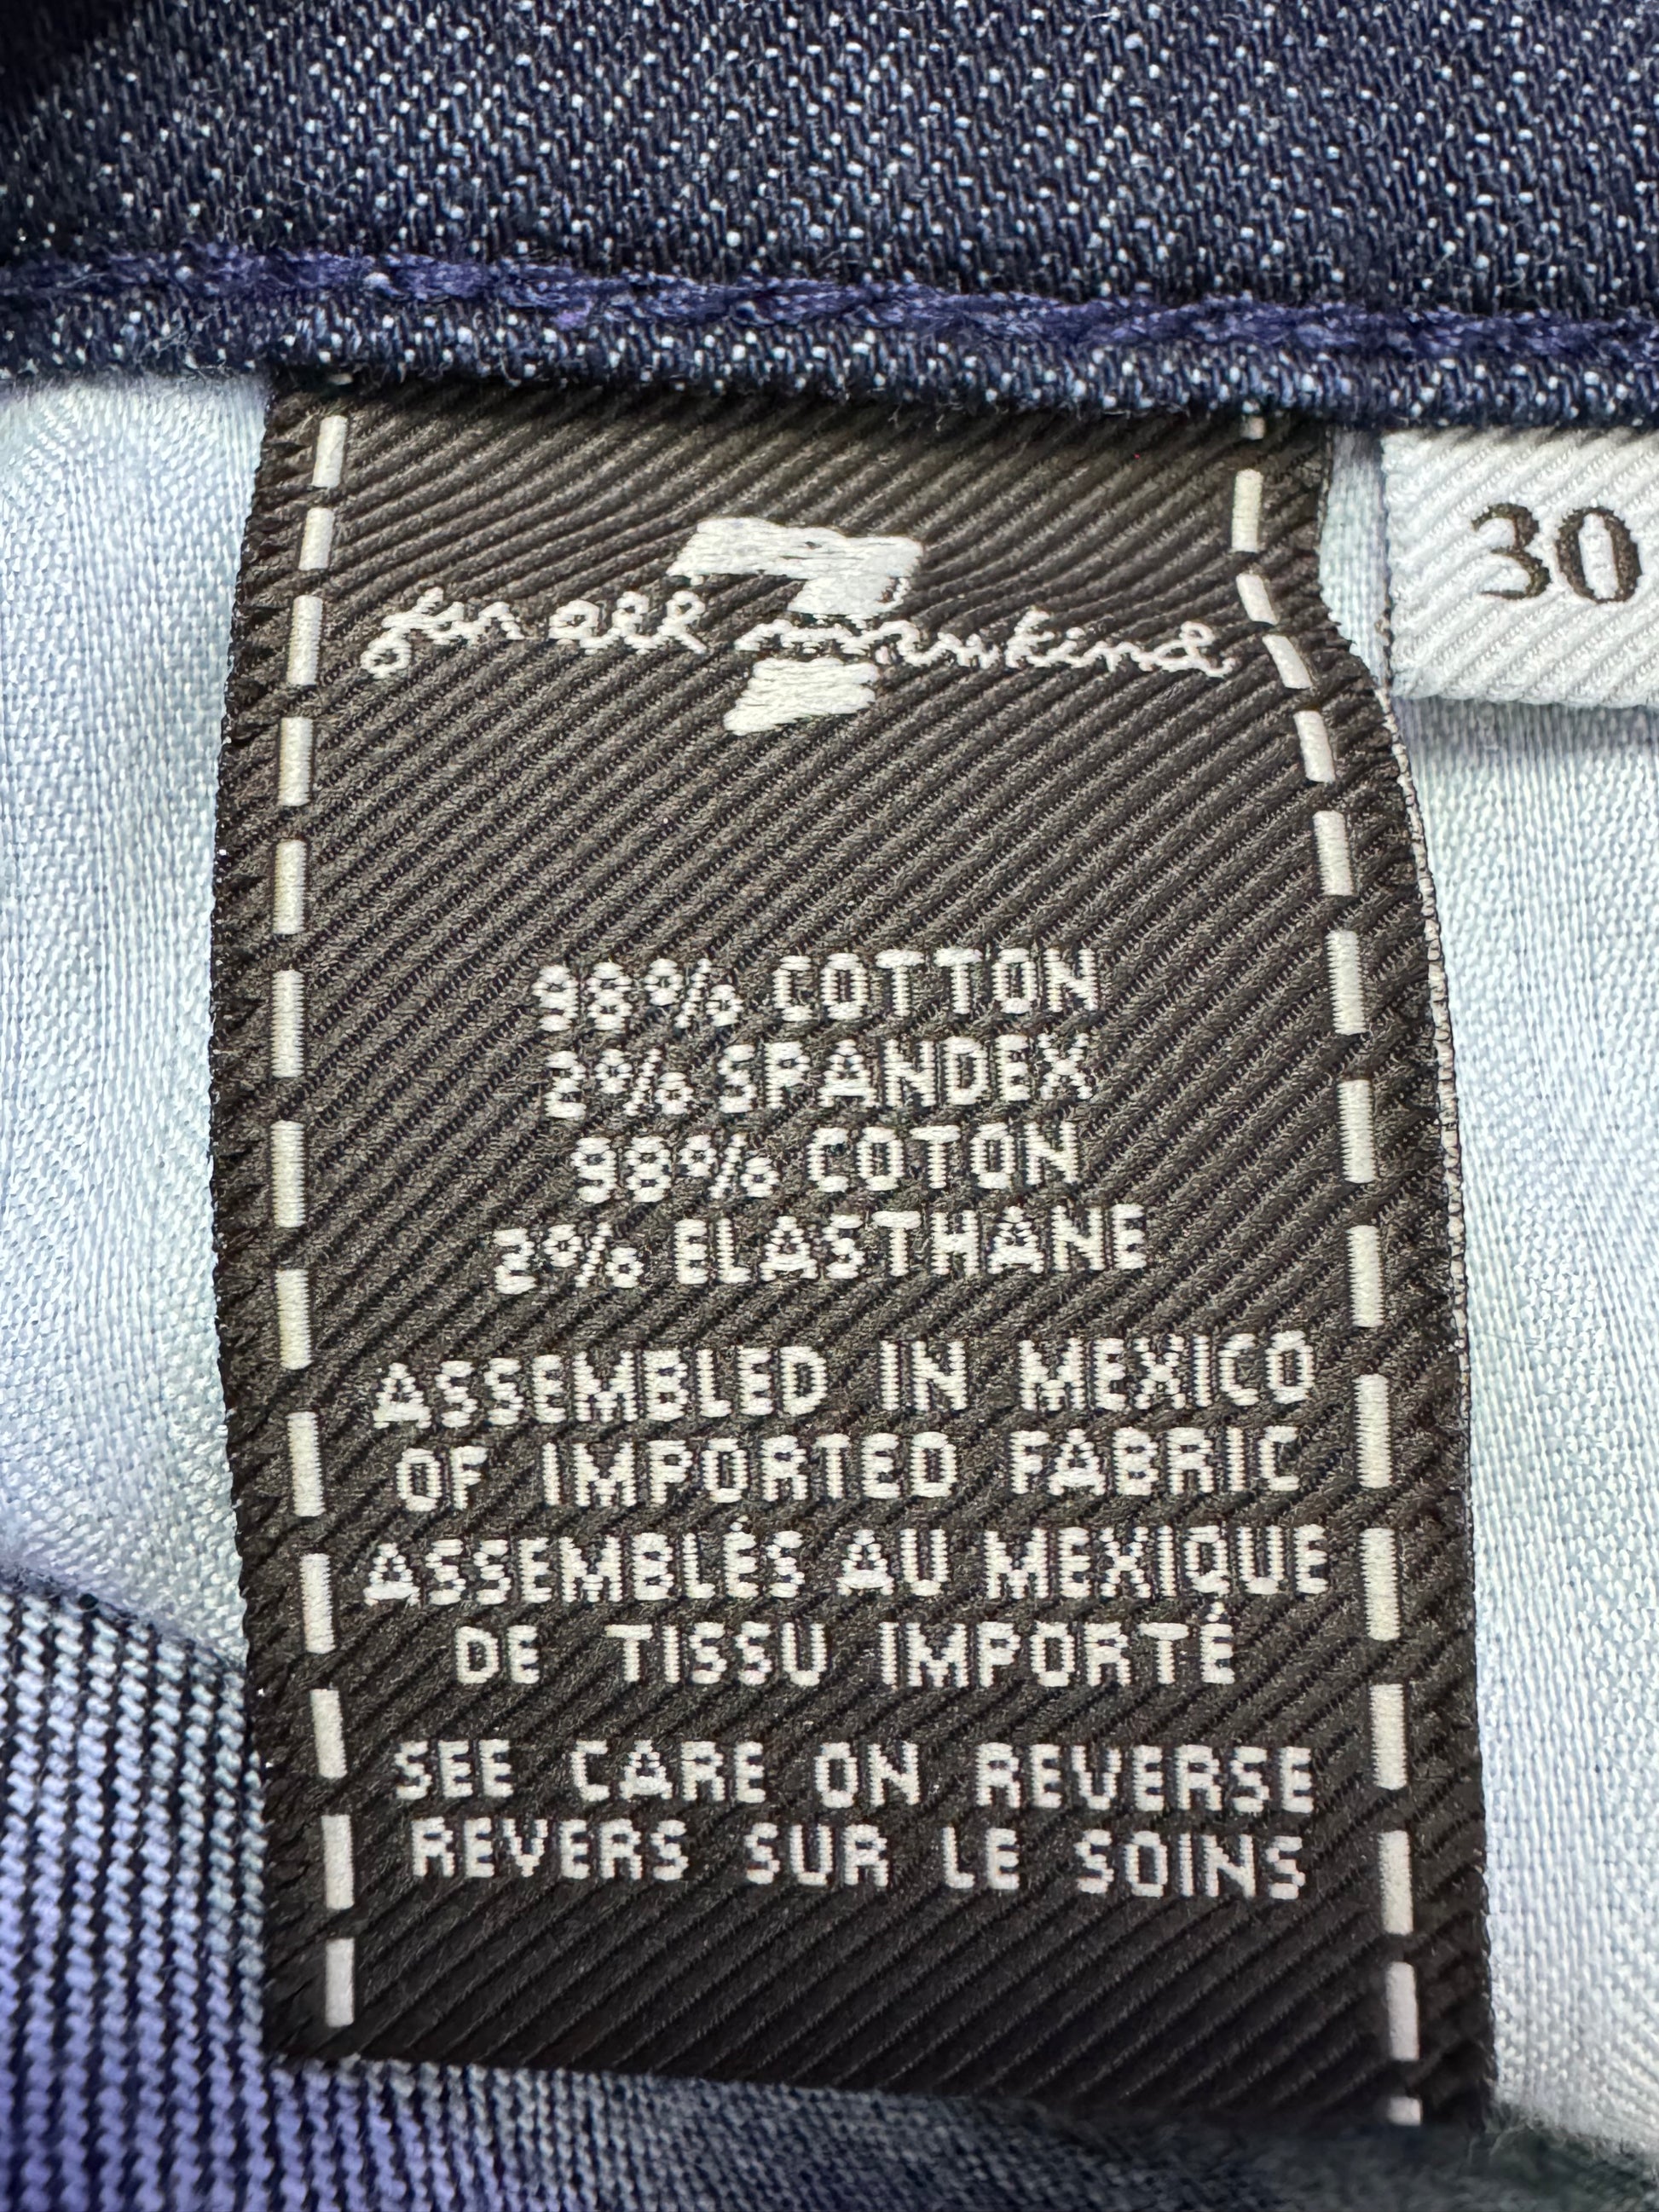 7
for all mankind
30
98% COTTON
2% SPANDEX
98% COTON
2% ELASTHANE
ASSEMBLED IN MEXICO
OF IMPORTED FABRIC
ASSEMBLÉS AU MEXIQUE
DE TISSU IMPORTÉ
SEE CARE ON REVERSE
REVERS SUR LE SOINS